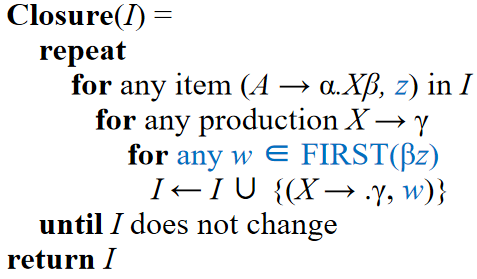 Closure(I) =
repeat
for any item (A → α.Xβ, z) in I
for any production X → γ
for any w ∈ FIRST(βz)
I ← I ∪ {(X → .γ, w)}
until I does not change
return I